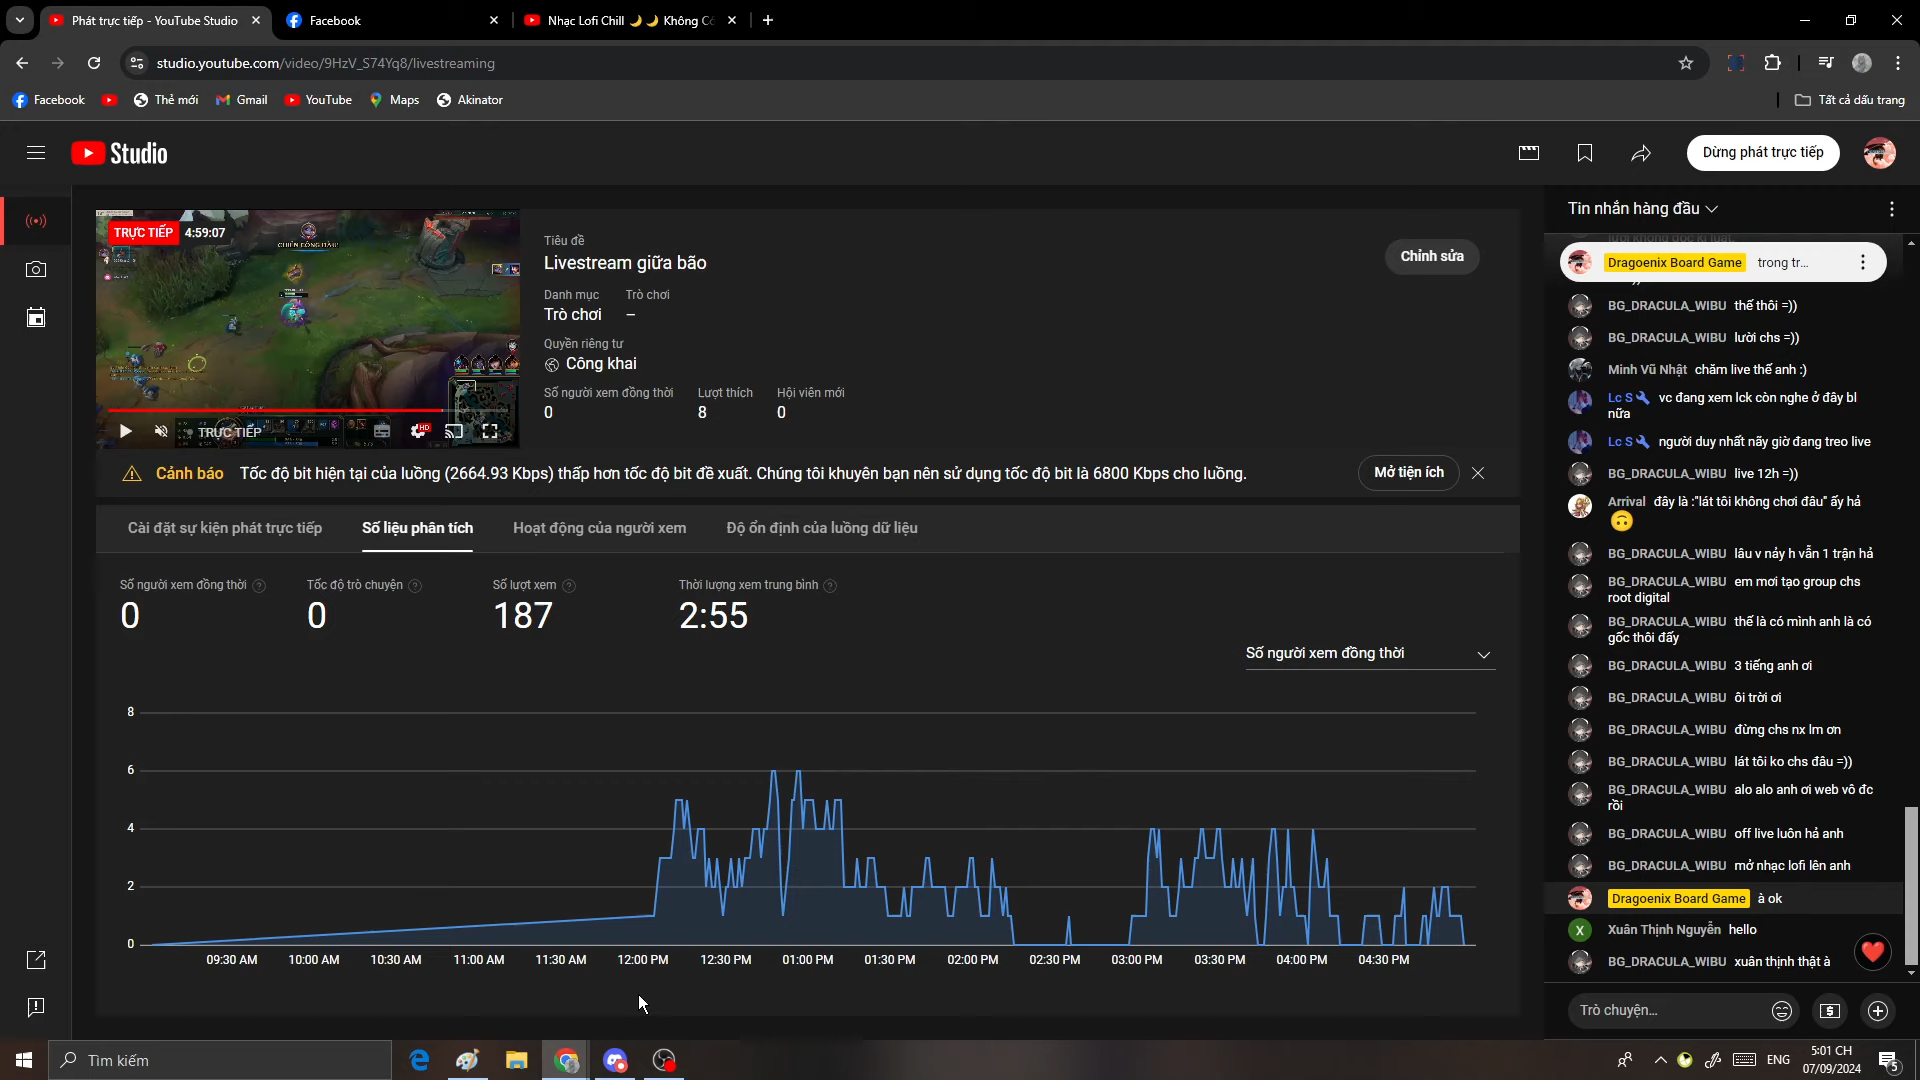 Phát trực tiếp - YouTube Studio
Facebook
Nhạc Lofi Chill 🌙🌙 Không Cờ
studio.youtube.com/video/9HzV_S74Yq8/livestreaming
Facebook
Thẻ mới
Gmail
YouTube
Maps
Akinator
Tất cả dấu trang
Studio
Dừng phát trực tiếp
TRỰC TIẾP 4:59:07
TRỰC TIẾP
HD
Tiêu đề
Livestream giữa bão
Chỉnh sửa
Danh mục
Trò chơi
Trò chơi
–
Quyền riêng tư
Công khai
Số người xem đồng thời
Lượt thích
Hội viên mới
0
8
0
Cảnh báo Tốc độ bit hiện tại của luồng (2664.93 Kbps) thấp hơn tốc độ bit đề xuất. Chúng tôi khuyên bạn nên sử dụng tốc độ bit là 6800 Kbps cho luồng.
Mở tiện ích
Cài đặt sự kiện phát trực tiếp
Số liệu phân tích
Hoạt động của người xem
Độ ổn định của luồng dữ liệu
Số người xem đồng thời
0
Tốc độ trò chuyện
0
Số lượt xem
187
Thời lượng xem trung bình
2:55
Số người xem đồng thời
8
6
4
2
0
09:30 AM 10:00 AM 10:30 AM 11:00 AM 11:30 AM 12:00 PM 12:30 PM 01:00 PM 01:30 PM 02:00 PM 02:30 PM 03:00 PM 03:30 PM 04:00 PM 04:30 PM
Tin nhắn hàng đầu
Dragoenix Board Game trong tr...
BG_DRACULA_WIBU thế thôi =))
BG_DRACULA_WIBU lười chs =))
Minh Vũ Nhật chăm live thế anh :)
Lc S vc đang xem lck còn nghe ở đây bl
nữa
Lc S người duy nhất nãy giờ đang treo live
BG_DRACULA_WIBU live 12h =))
Arrival đây là :"lát tôi không chơi đâu" ấy hả
🙃
BG_DRACULA_WIBU lâu v nảy h vẫn 1 trận hả
BG_DRACULA_WIBU em mơi tạo group chs
root digital
BG_DRACULA_WIBU thế là có mình anh là có
gốc thôi đấy
BG_DRACULA_WIBU 3 tiếng anh ơi
BG_DRACULA_WIBU ôi trời ơi
BG_DRACULA_WIBU đừng chs nx lm ơn
BG_DRACULA_WIBU lát tôi ko chs đâu =))
BG_DRACULA_WIBU alo alo anh ơi web vô đc
rồi
BG_DRACULA_WIBU off live luôn hả anh
BG_DRACULA_WIBU mở nhạc lofi lên anh
Dragoenix Board Game à ok
X Xuân Thịnh Nguyễn hello
BG_DRACULA_WIBU xuân thịnh thật à
Trò chuyện...
Tìm kiếm
ENG
5:01 CH
07/09/2024
5